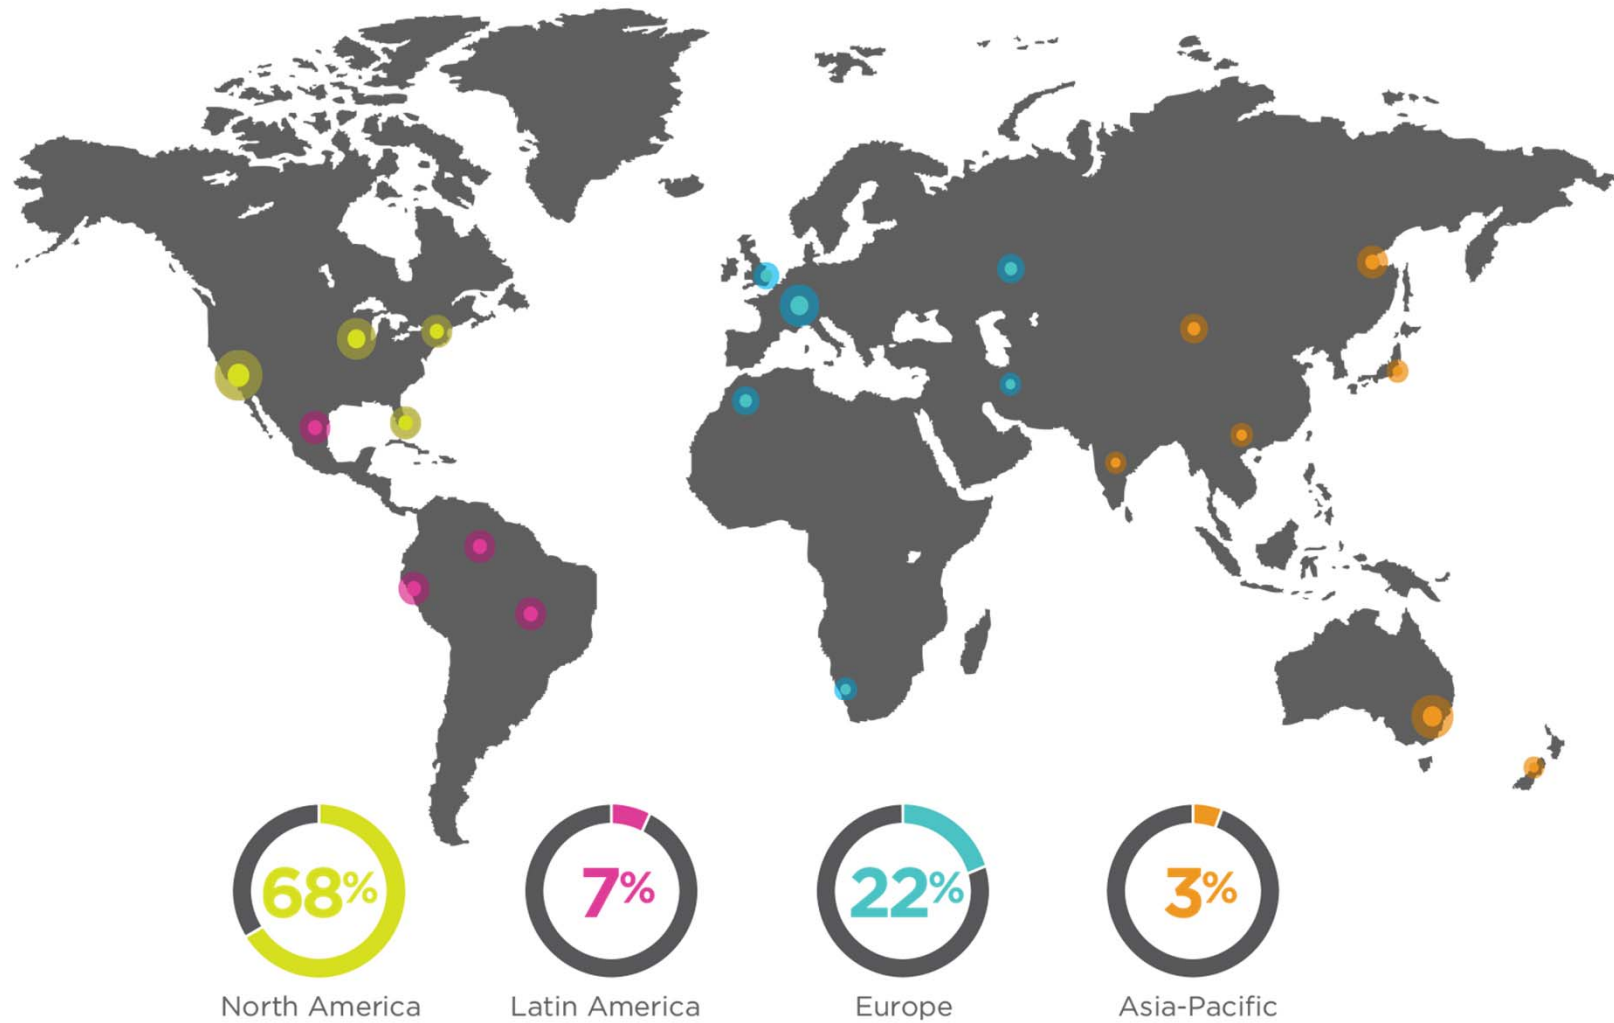 68%
7%
22%
3%
North America
Latin America
Europe
Asia-Pacific